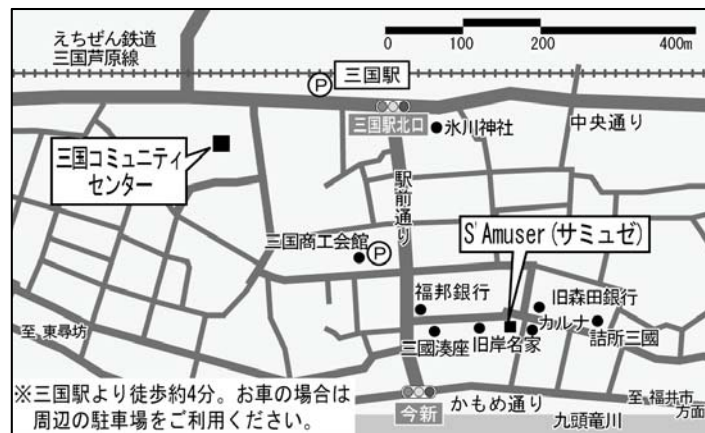 えちぜん鉄道
三国芦原線
0 100 200 400m
P
三国駅
三国駅北口
氷川神社
中央通り
三国コミュニティ
センター
駅前通り
三国商工会館
P
S'Amuser(サミュゼ)
福邦銀行
旧森田銀行
カルナ
詰所三國
三國湊座
旧岸名家
至.東尋坊
※三国駅より徒歩約4分。お車の場合は
周辺の駐車場をご利用ください。
今新
かもめ通り
至.福井市
方面
九頭竜川